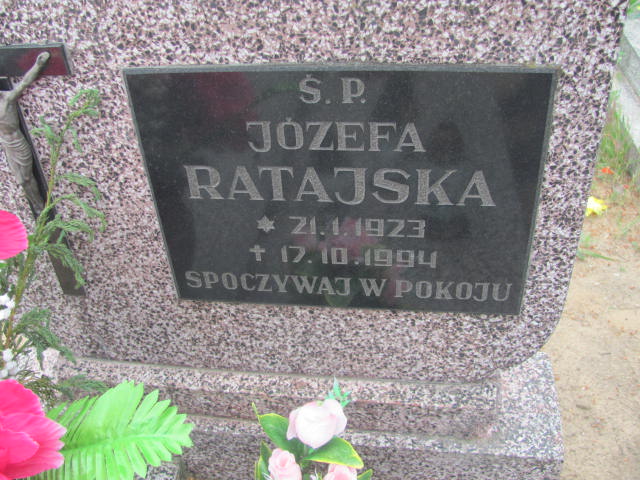 Ś. P.
JÓZEFA
RATAJSKA
* 21.1.1923
✝ 17.10.1994
SPOCZYWAJ W POKOJU